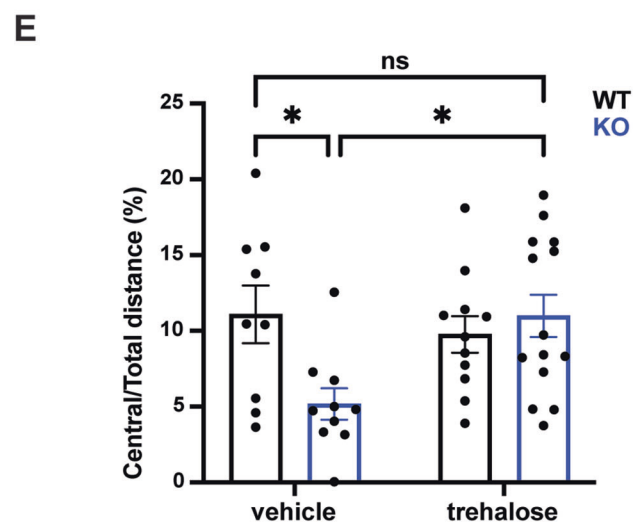 E
ns
WT
KO
*
*
Central/Total distance (%)
25
20
15
10
5
0
vehicle
trehalose